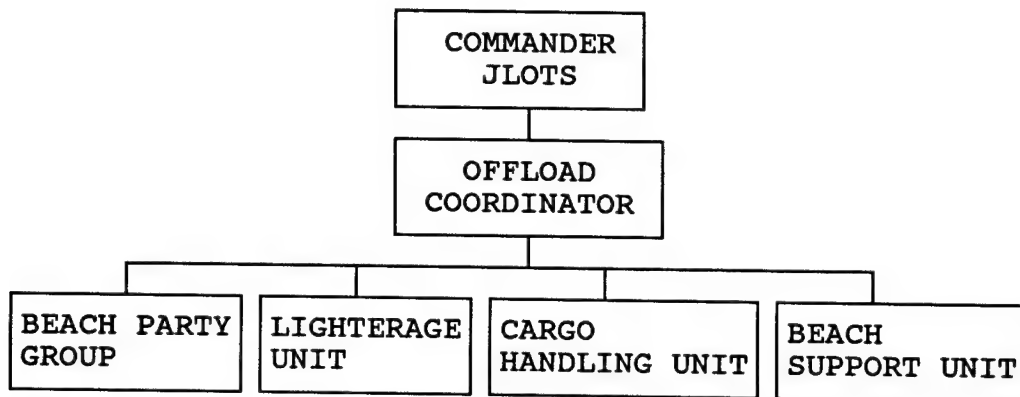 COMMANDER
JLOTS
OFFLOAD
COORDINATOR
BEACH PARTY
GROUP
LIGHTERAGE
UNIT
CARGO
HANDLING UNIT
BEACH
SUPPORT UNIT